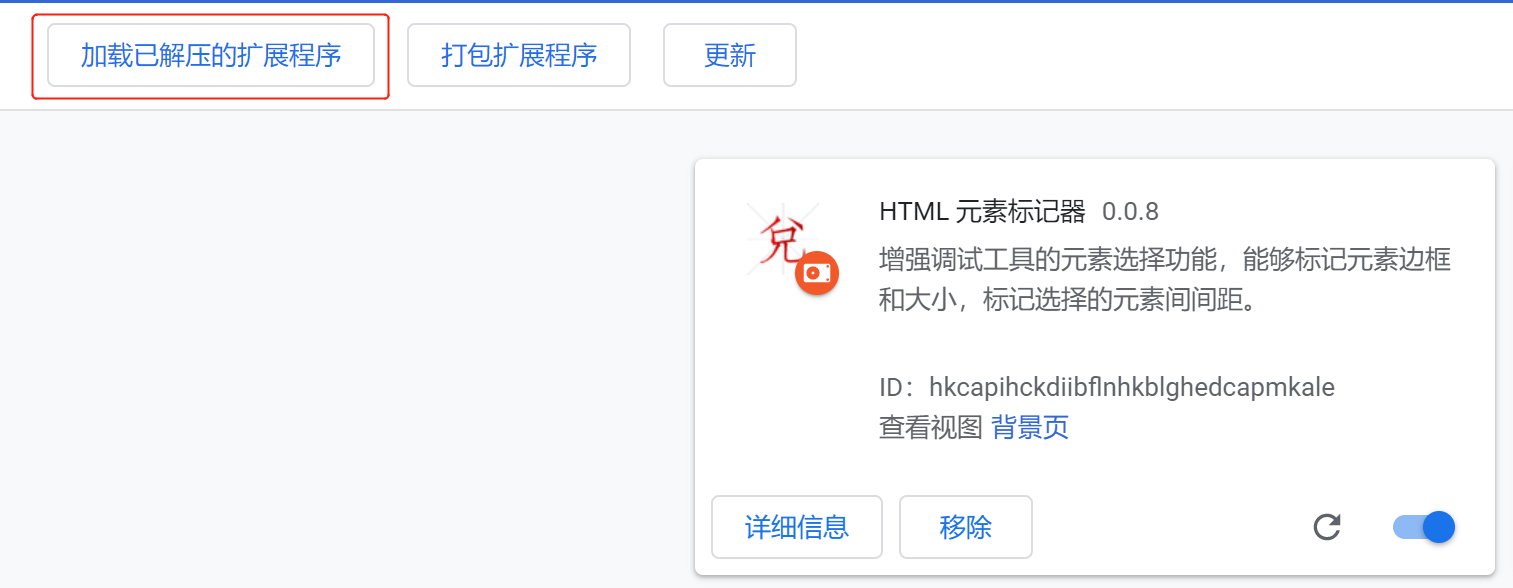 加载已解压的扩展程序 打包扩展程序 更新
兑
HTML 元素标记器 0.0.8
增强调试工具的元素选择功能，能够标记元素边框
和大小，标记选择的元素间间距。
ID：hkcapihckdiibflnhkblghedcapmkale
查看视图 背景页
详细信息 移除